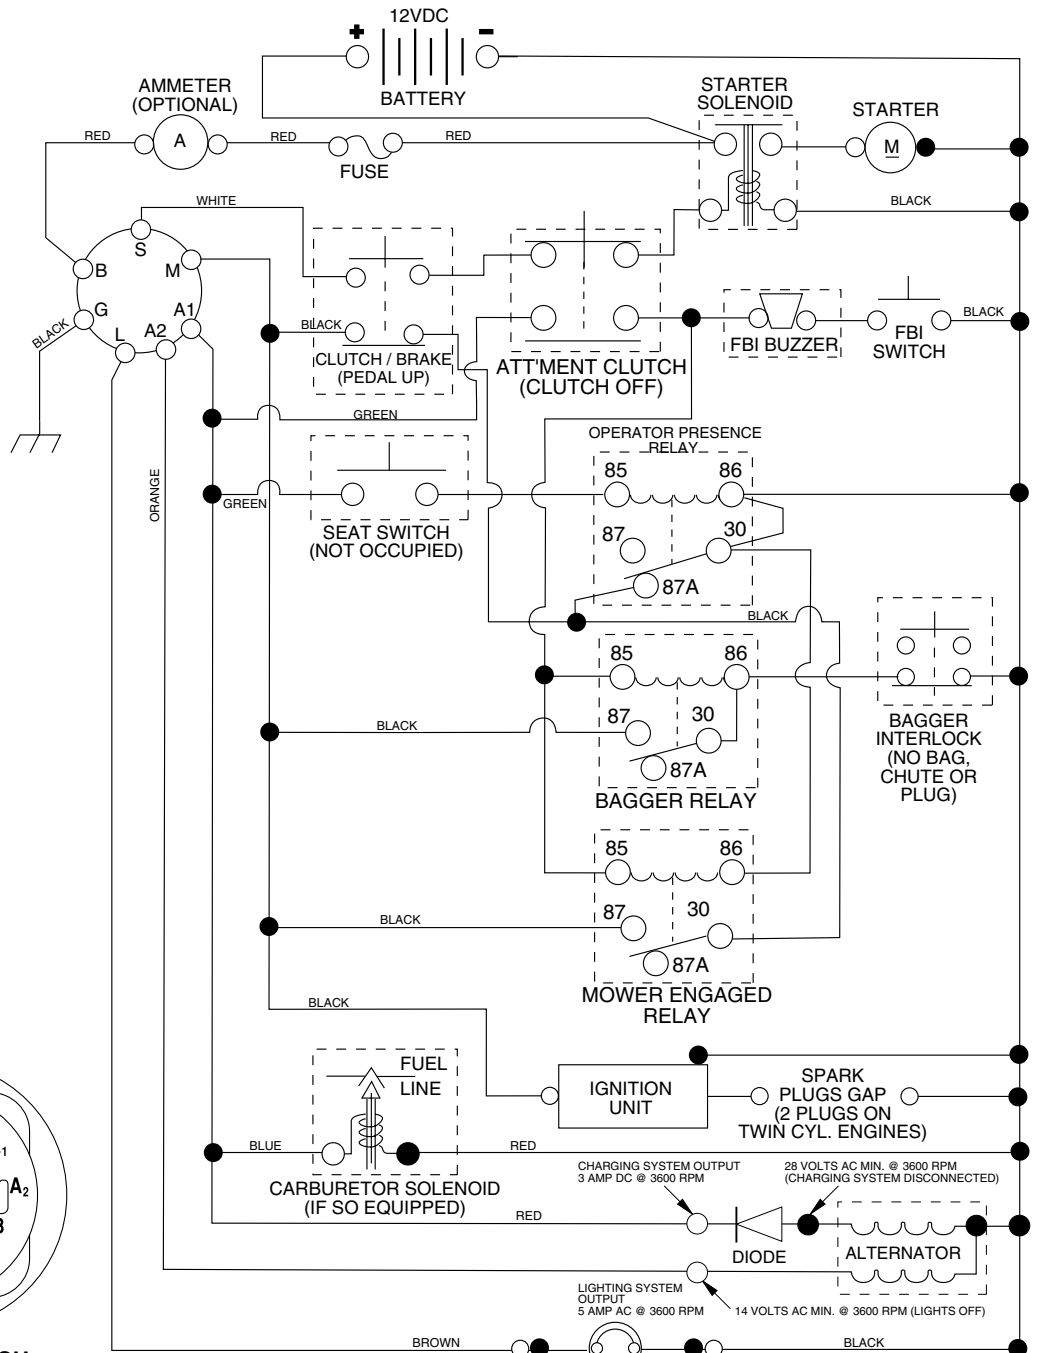 12VDC
+
-
BATTERY
AMMETER
(OPTIONAL)
STARTER
SOLENOID
STARTER
RED
A
RED
RED
M
FUSE
WHITE
BLACK
S
B
M
G
A1
L
A2
BLACK
BLACK
CLUTCH / BRAKE
(PEDAL UP)
ATT'MENT CLUTCH
(CLUTCH OFF)
FBI BUZZER
FBI
SWITCH
BLACK
GREEN
OPERATOR PRESENCE
RELAY
85
86
ORANGE
GREEN
SEAT SWITCH
(NOT OCCUPIED)
87
30
87A
BLACK
85
86
BLACK
87
30
87A
BAGGER RELAY
BAGGER
INTERLOCK
(NO BAG,
CHUTE OR
PLUG)
85
86
BLACK
87
30
87A
MOWER ENGAGED
RELAY
BLACK
FUEL
LINE
IGNITION
UNIT
SPARK
PLUGS GAP
(2 PLUGS ON
TWIN CYL. ENGINES)
BLUE
RED
CARBURETOR SOLENOID
(IF SO EQUIPPED)
CHARGING SYSTEM OUTPUT
3 AMP DC @ 3600 RPM
28 VOLTS AC MIN. @ 3600 RPM
(CHARGING SYSTEM DISCONNECTED)
A2
RED
DIODE
ALTERNATOR
LIGHTING SYSTEM
OUTPUT
5 AMP AC @ 3600 RPM
14 VOLTS AC MIN. @ 3600 RPM (LIGHTS OFF)
BROWN
BLACK